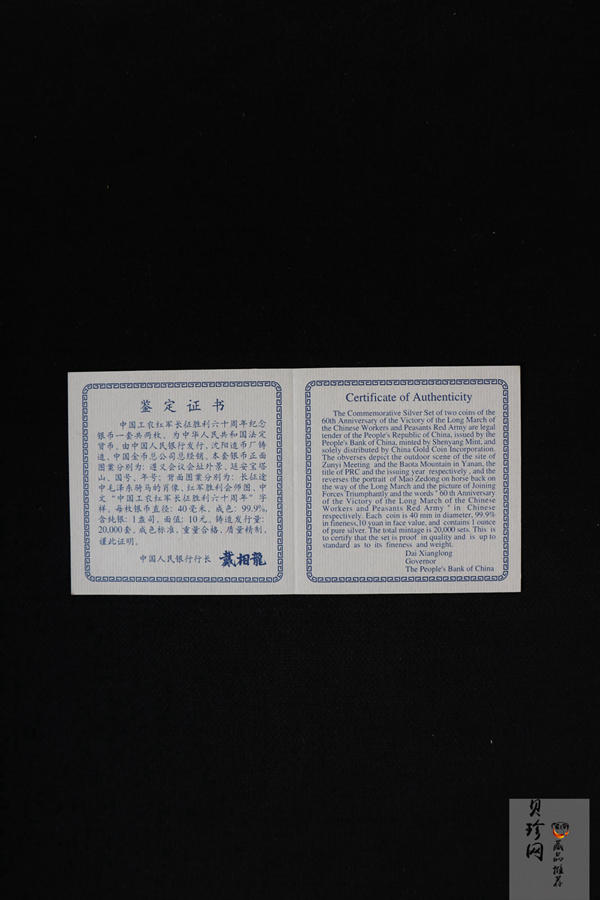 鉴定证书
中国工农红军长征胜利六十周年纪念
银币一套共两枚，为中华人民共和国法定
货币，由中国人民银行发行，沈阳造币厂铸
造，中国金币总公司总经销。本套银币正面
图案分别为：遵义会议会址外景、延安宝塔
山、国号、年号；背面图案分别为：长征途
中毛泽东骑马的肖像、红军胜利会师图、中
文“中国工农红军长征胜利六十周年”字
样。每枚银币直径：40毫米，成色：99.9%，
含纯银：1盎司，面值：10元，铸造发行量：
20,000套。成色标准、重量合格、质量精制，
谨此证明。
中国人民银行行长 戴相龍
Certificate of Authenticity
The Commemorative Silver Set of two coins of the
60th Anniversary of the Victory of the Long March of
the Chinese Workers and Peasants Red Army are legal
tender of the People's Republic of China, issued by the
People's Bank of China, minted by Shenyang Mint, and
solely distributed by China Gold Coin Incorporation.
The obverses depict the outdoor scene of the site of
Zunyi Meeting and the Baota Mountain in Yanan, the
title of PRC and the issuing year respectively , and the
reverses the portrait of Mao Zedong on horse back on
the way of the Long March and the picture of Joining
Forces Triumphantly and the words " 60 th Anniversary
of the Victory of the Long March of the Chinese
Workers and Peasants Red Army " in Chinese
respectively. Each coin is 40 mm in diameter, 99.9%
in fineness,10 yuan in face value, and contains 1 ounce
of pure silver. The total mintage is 20,000 sets. This is
to certify that the set is proof in quality and is up to
standard as to its fineness and weight.
Dai Xianglong
Governor
The People's Bank of China
贝珍网
藏品推荐